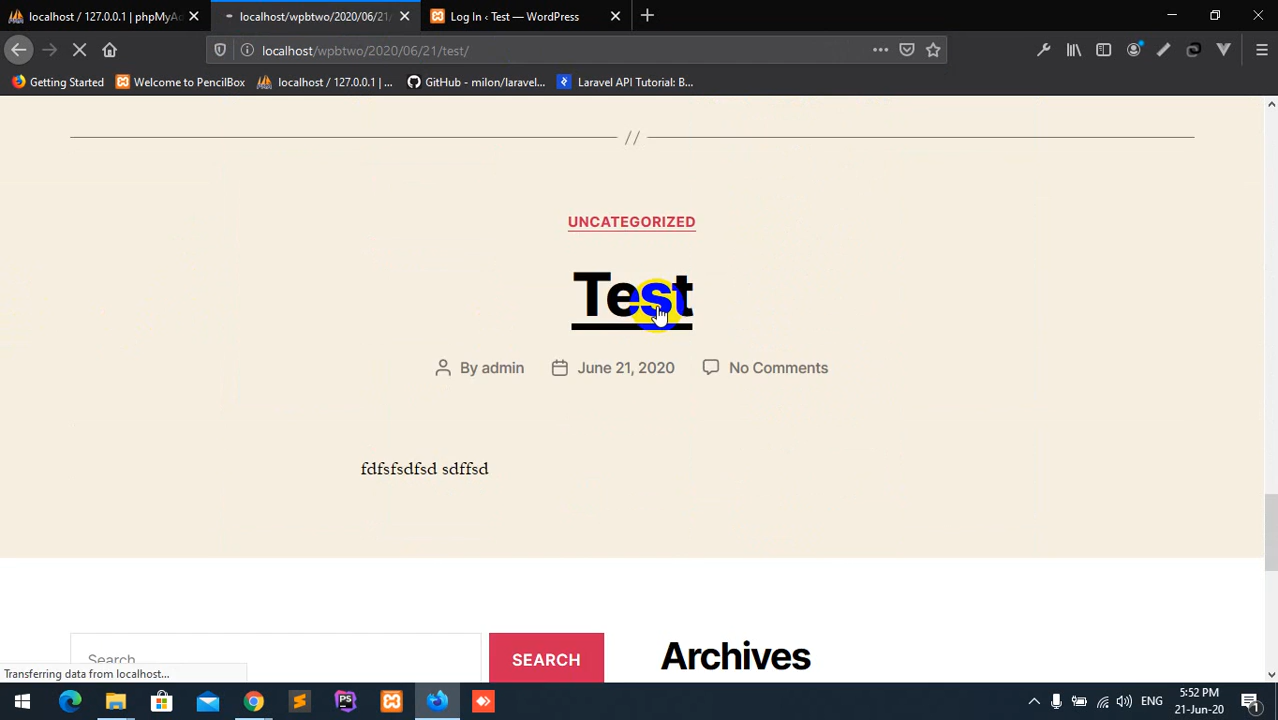 localhost / 127.0.0.1 | phpMyAd
localhost/wpbtwo/2020/06/21/
Log In ‹ Test — WordPress
localhost/wpbtwo/2020/06/21/test/
Getting Started
Welcome to PencilBox
localhost / 127.0.0.1 | ...
GitHub - milon/laravel...
Laravel API Tutorial: B...
//
UNCATEGORIZED
Test
By admin
June 21, 2020
No Comments
fdfsfsdfsd sdffsd
Search
SEARCH
Archives
Transferring data from localhost...
PS
ENG
5:52 PM
21-Jun-20
1